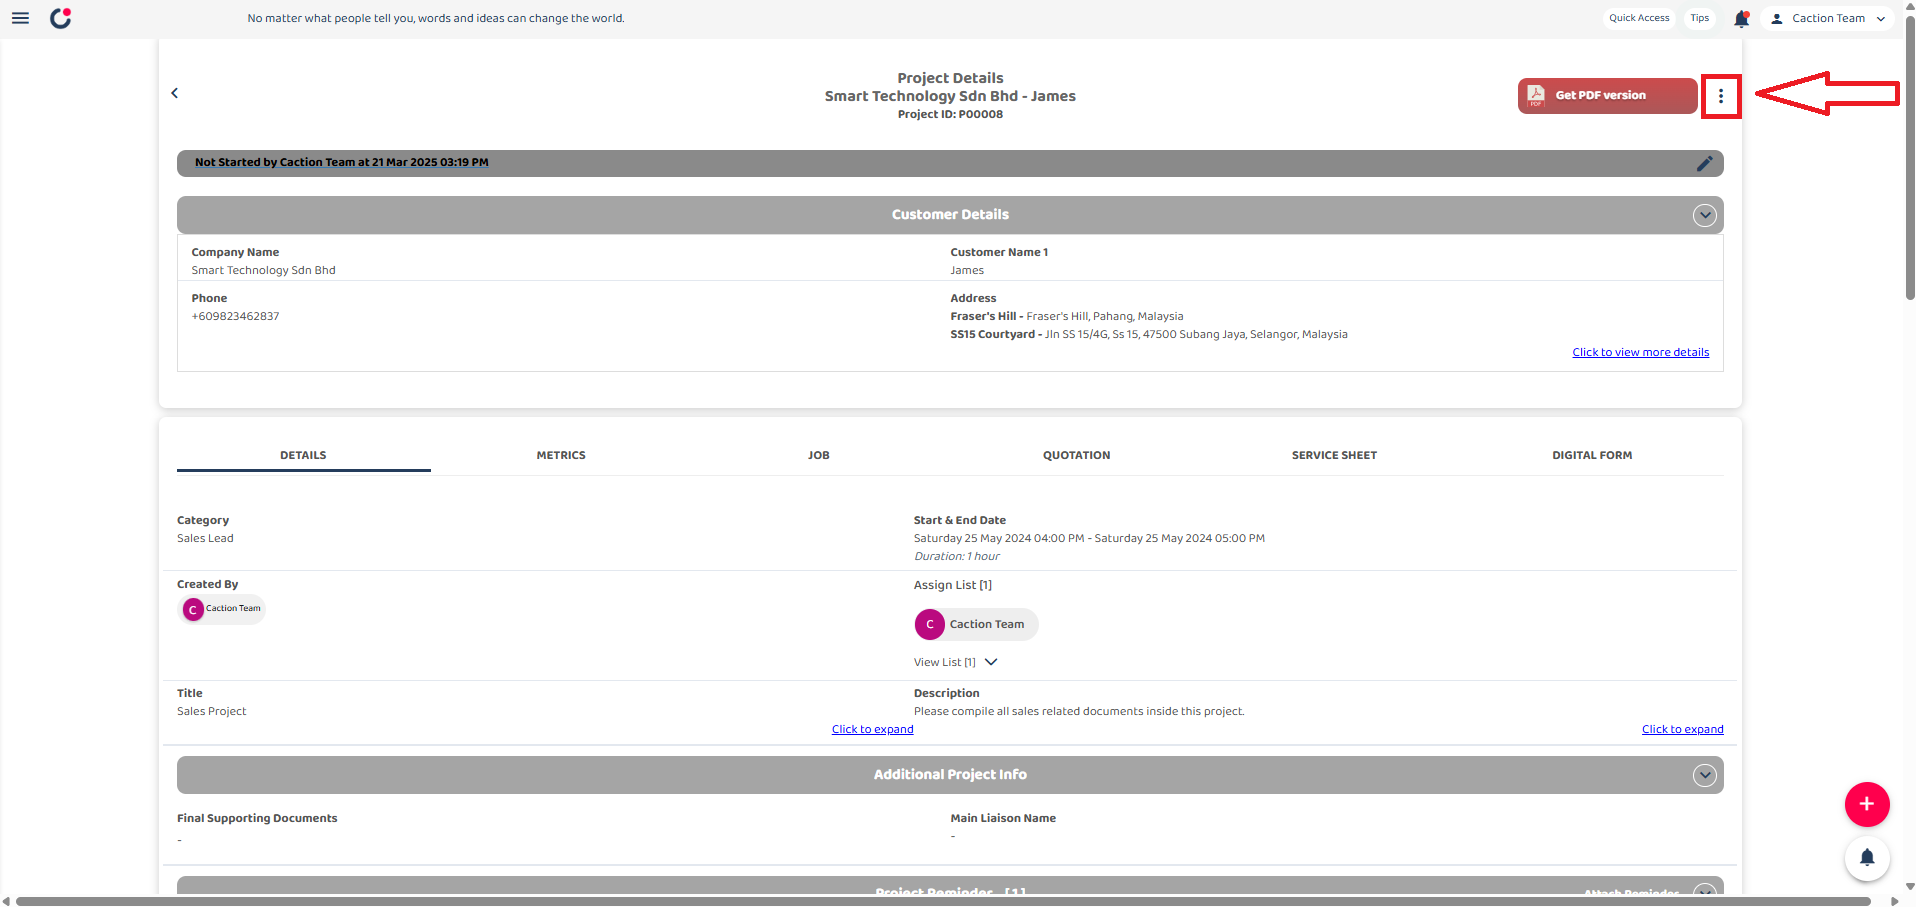 No matter what people tell you, words and ideas can change the world.
Quick Access
Tips
Caction Team
Project Details
Smart Technology Sdn Bhd - James
Project ID: P00008
PDF
Get PDF version
Not Started by Caction Team at 21 Mar 2025 03:19 PM
Customer Details
Company Name
Smart Technology Sdn Bhd
Customer Name 1
James
Phone
+609823462837
Address
Fraser's Hill - Fraser's Hill, Pahang, Malaysia
SS15 Courtyard - Jln SS 15/4G, Ss 15, 47500 Subang Jaya, Selangor, Malaysia
Click to view more details
DETAILS
METRICS
JOB
QUOTATION
SERVICE SHEET
DIGITAL FORM
Category
Sales Lead
Start & End Date
Saturday 25 May 2024 04:00 PM - Saturday 25 May 2024 05:00 PM
Duration: 1 hour
Created By
C Caction Team
Assign List [1]
C Caction Team
View List [1]
Title
Sales Project
Click to expand
Description
Please compile all sales related documents inside this project.
Click to expand
Additional Project Info
Final Supporting Documents
-
Main Liaison Name
-
Project Reminder [1]
Attach Reminder